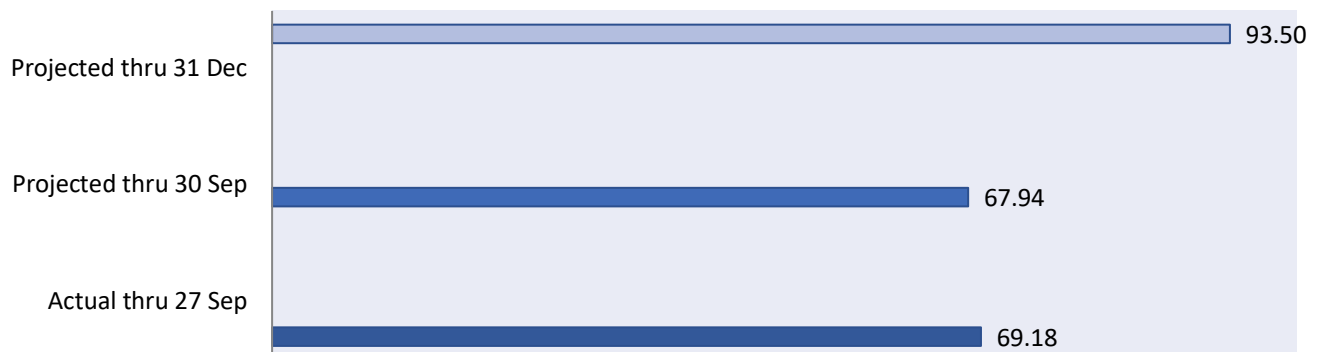 93.50
Projected thru 31 Dec
Projected thru 30 Sep
67.94
Actual thru 27 Sep
69.18